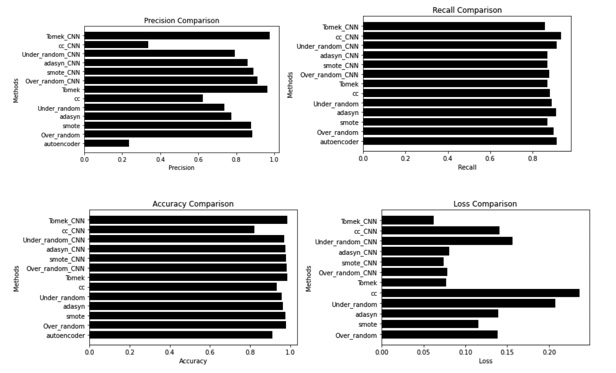 Precision Comparison
Methods
Tomek_CNN
cc_CNN
Under_random_CNN
adasyn_CNN
smote_CNN
Over_random_CNN
Tomek
cc
Under_random
adasyn
smote
Over_random
autoencoder
0.0 0.2 0.4 0.6 0.8 1.0
Precision
Recall Comparison
Methods
Tomek_CNN
cc_CNN
Under_random_CNN
adasyn_CNN
smote_CNN
Over_random_CNN
Tomek
cc
Under_random
adasyn
smote
Over_random
autoencoder
0.0 0.2 0.4 0.6 0.8
Recall
Accuracy Comparison
Methods
Tomek_CNN
cc_CNN
Under_random_CNN
adasyn_CNN
smote_CNN
Over_random_CNN
Tomek
cc
Under_random
adasyn
smote
Over_random
autoencoder
0.0 0.2 0.4 0.6 0.8 1.0
Accuracy
Loss Comparison
Methods
Tomek_CNN
cc_CNN
Under_random_CNN
adasyn_CNN
smote_CNN
Over_random_CNN
Tomek
cc
Under_random
adasyn
smote
Over_random
0.00 0.05 0.10 0.15 0.20
Loss